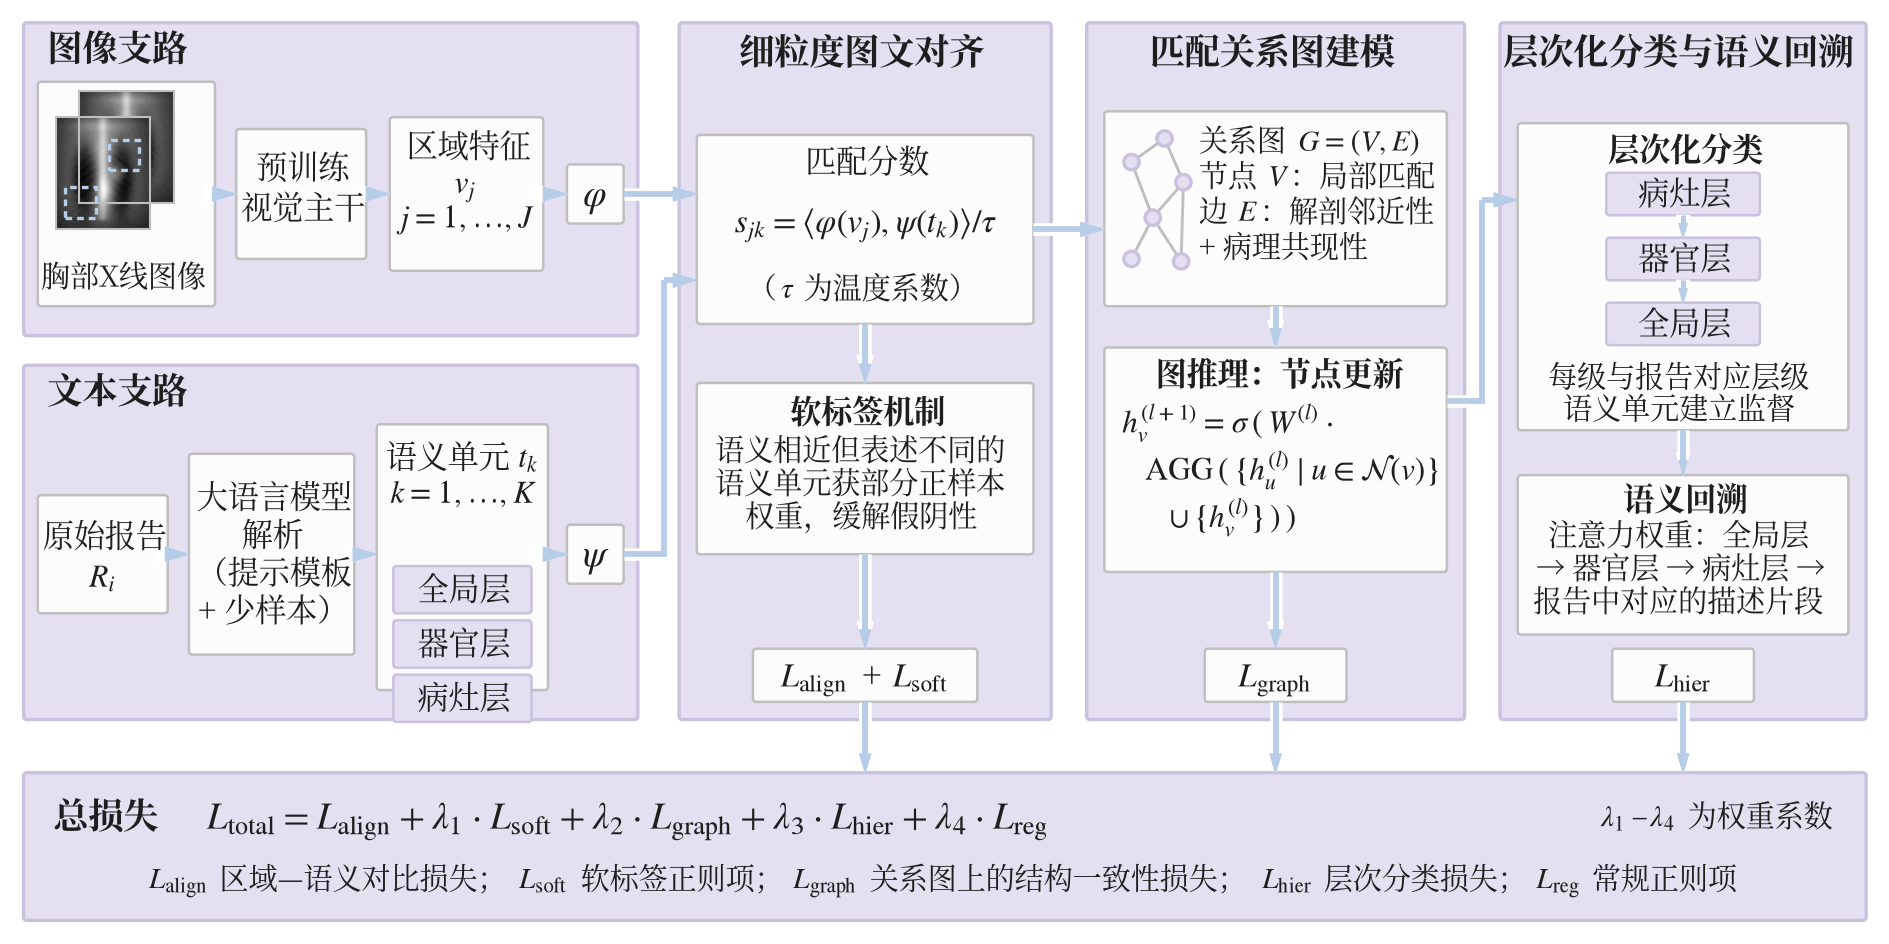 图像支路
胸部X线图像
预训练
视觉主干
区域特征
v_j
j = 1, …, J
φ
文本支路
原始报告
R_i
大语言模型
解析
（提示模板
+ 少样本）
语义单元 t_k
k = 1, …, K
全局层
器官层
病灶层
ψ
细粒度图文对齐
匹配分数
s_{jk} = ⟨φ(v_j), ψ(t_k)⟩/τ
（τ 为温度系数）
软标签机制
语义相近但表述不同的
语义单元获部分正样本
权重，缓解假阴性
L_align + L_soft
匹配关系图建模
关系图 G = (V, E)
节点 V：局部匹配
边 E：解剖邻近性
+ 病理共现性
图推理：节点更新
h_v^{(l + 1)} = σ( W^{(l)} ·
AGG ( {h_u^{(l)} | u ∈ 𝒩(v)}
∪ {h_v^{(l)}} ) )
L_graph
层次化分类与语义回溯
层次化分类
病灶层
器官层
全局层
每级与报告对应层级
语义单元建立监督
语义回溯
注意力权重：全局层
→ 器官层 → 病灶层 →
报告中对应的描述片段
L_hier
总损失 L_total = L_align + λ_1 · L_soft + λ_2 · L_graph + λ_3 · L_hier + λ_4 · L_reg
λ_1 – λ_4 为权重系数
L_align 区域—语义对比损失； L_soft 软标签正则项； L_graph 关系图上的结构一致性损失； L_hier 层次分类损失； L_reg 常规正则项